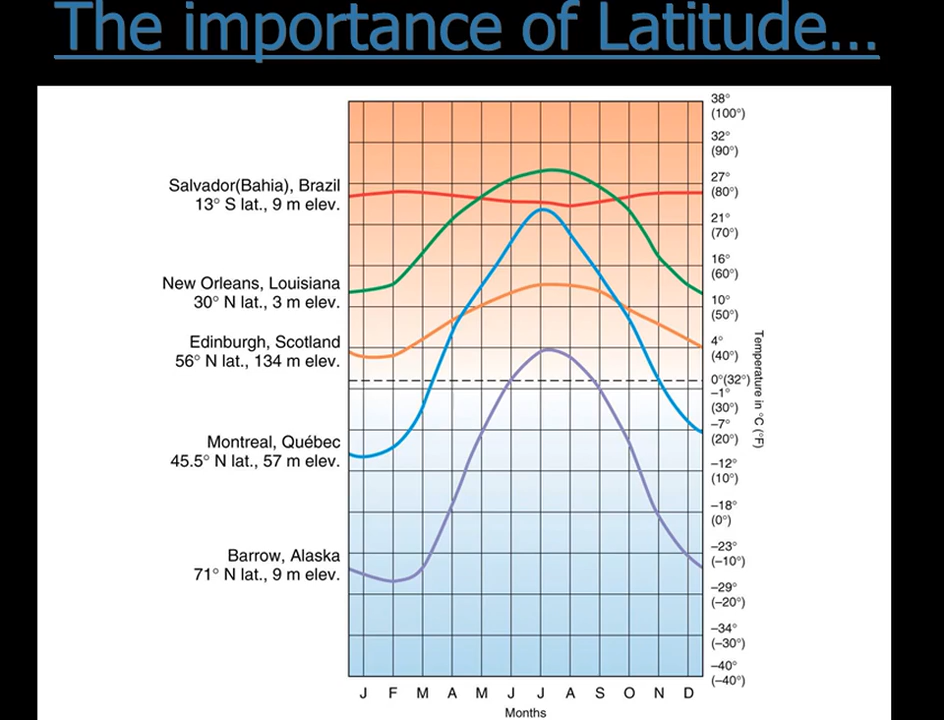 The importance of Latitude...
Salvador(Bahia), Brazil
13° S lat., 9 m elev.
New Orleans, Louisiana
30° N lat., 3 m elev.
Edinburgh, Scotland
56° N lat., 134 m elev.
Montreal, Québec
45.5° N lat., 57 m elev.
Barrow, Alaska
71° N lat., 9 m elev.
38°
(100°)
32°
(90°)
27°
(80°)
21°
(70°)
16°
(60°)
10°
(50°)
4°
(40°)
0°(32°)
–1°
(30°)
–7°
(20°)
–12°
(10°)
–18°
(0°)
–23°
(–10°)
–29°
(–20°)
–34°
(–30°)
–40°
(–40°)
Temperature in °C (°F)
J F M A M J J A S O N D
Months